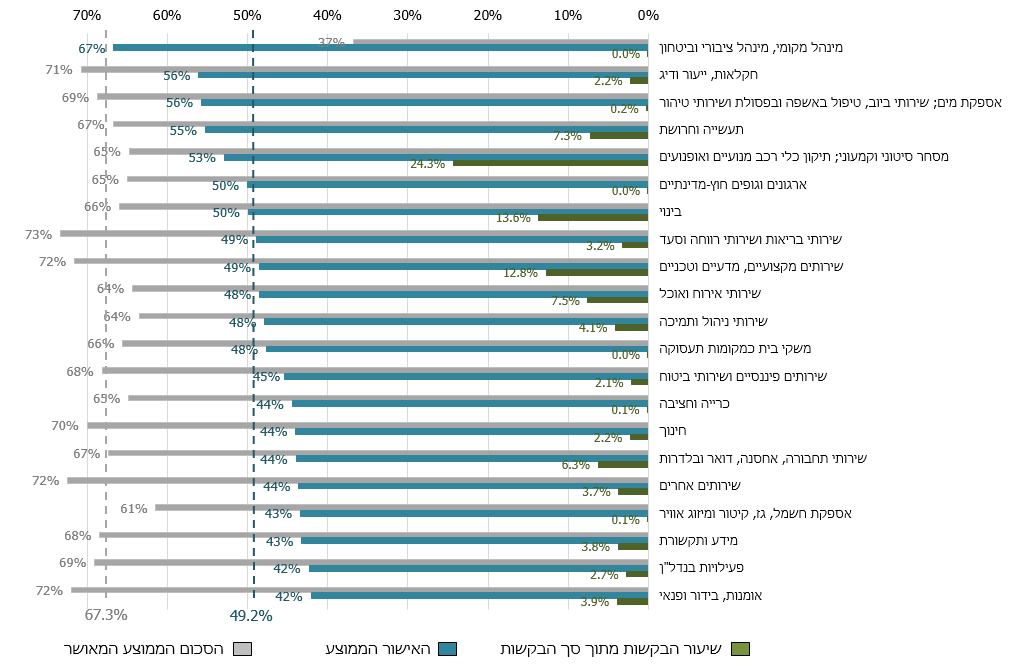 70% 60% 50% 40% 30% 20% 10% 0%
מינהל מקומי, מינהל ציבורי וביטחון 0.0% 67% 37%
חקלאות, ייעור ודיג 2.2% 56% 71%
אספקת מים; שירותי ביוב, טיפול באשפה ובפסולת ושירותי טיהור 0.2% 56% 69%
תעשייה וחרושת 7.3% 55% 67%
מסחר סיטוני וקמעוני; תיקון כלי רכב מנועיים ואופנועים 24.3% 53% 65%
ארגונים וגופים חוץ-מדינתיים 0.0% 50% 65%
בינוי 13.6% 50% 66%
שירותי בריאות ושירותי רווחה וסעד 3.2% 49% 73%
שירותים מקצועיים, מדעיים וטכניים 12.8% 49% 72%
שירותי אירוח ואוכל 7.5% 48% 64%
שירותי ניהול ותמיכה 4.1% 48% 64%
משקי בית כמקומות תעסוקה 0.0% 48% 66%
שירותים פיננסיים ושירותי ביטוח 2.1% 45% 68%
כרייה וחציבה 0.1% 44% 65%
חינוך 2.2% 44% 70%
שירותי תחבורה, אחסנה, דואר ובלדרות 6.3% 44% 67%
שירותים אחרים 3.7% 44% 72%
אספקת חשמל, גז, קיטור ומיזוג אוויר 0.1% 43% 61%
מידע ותקשורת 3.8% 43% 68%
פעילויות בנדל"ן 2.7% 42% 69%
אומנות, בידור ופנאי 3.9% 42% 72%
49.2% 67.3%
שיעור הבקשות מתוך סך הבקשות האישור הממוצע הסכום הממוצע המאושר